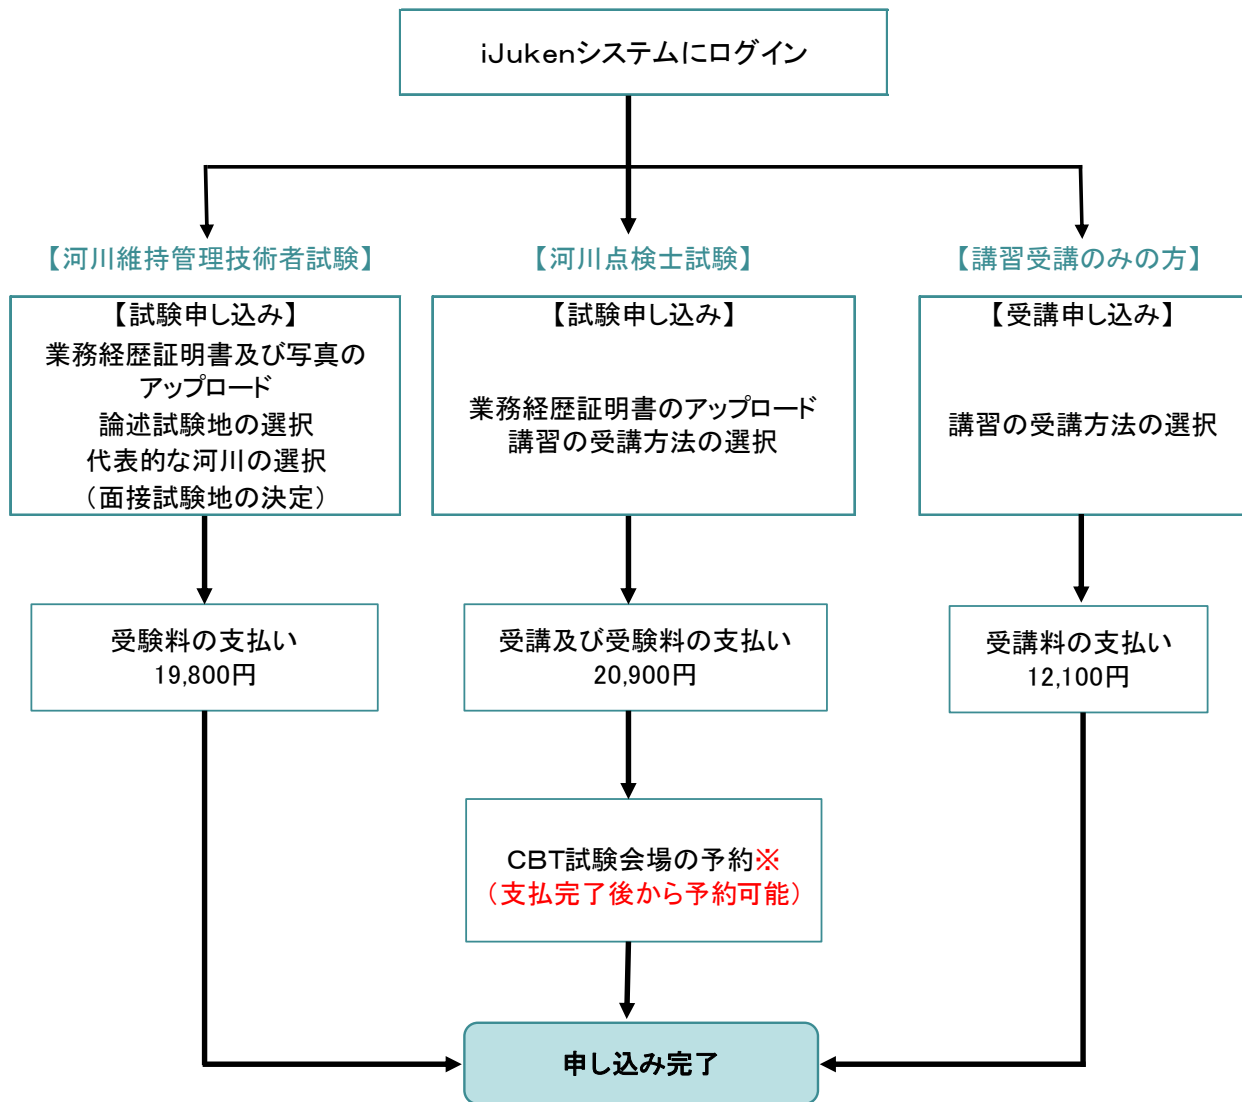 iJukenシステムにログイン
【河川維持管理技術者試験】
【試験申し込み】
業務経歴証明書及び写真の
アップロード
論述試験地の選択
代表的な河川の選択
（面接試験地の決定）
受験料の支払い
19,800円
【河川点検士試験】
【試験申し込み】
業務経歴証明書のアップロード
講習の受講方法の選択
受講及び受験料の支払い
20,900円
CBT試験会場の予約※
（支払完了後から予約可能）
【講習受講のみの方】
【受講申し込み】
講習の受講方法の選択
受講料の支払い
12,100円
申し込み完了